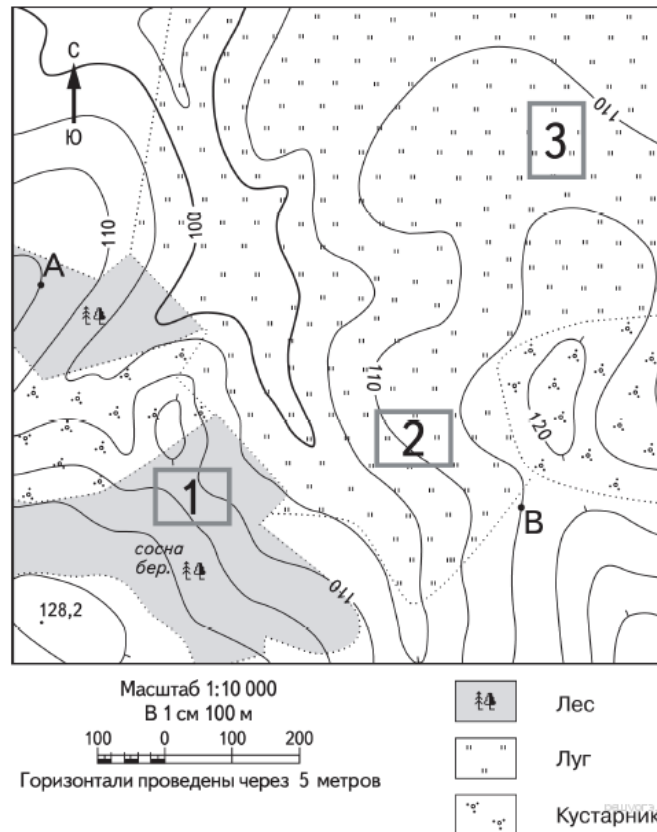 С
Ю
110
3
100
110
А
110
120
2
1
В
сосна
бер.
110
128,2
Масштаб 1:10 000
В 1 см 100 м
100 0 100 200
Горизонтали проведены через 5 метров
Лес
Луг
Кустарник